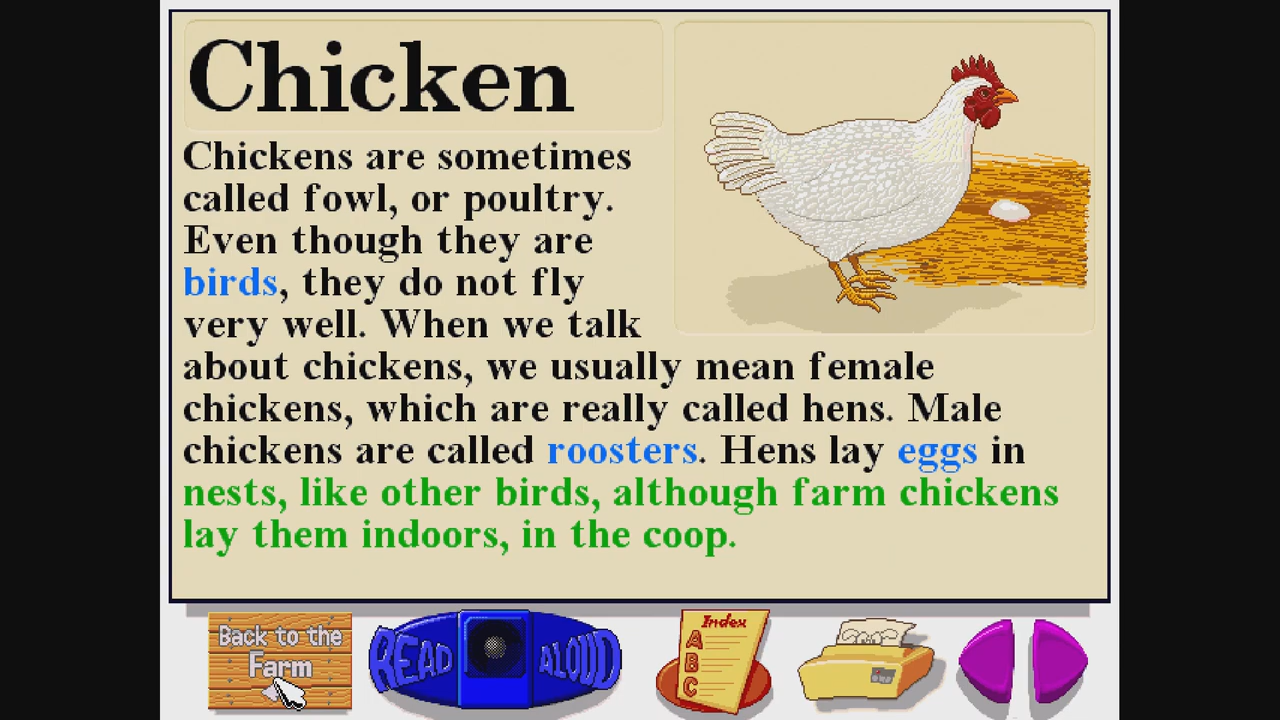 Chicken
Chickens are sometimes
called fowl, or poultry.
Even though they are
birds, they do not fly
very well. When we talk
about chickens, we usually mean female
chickens, which are really called hens. Male
chickens are called roosters. Hens lay eggs in
nests, like other birds, although farm chickens
lay them indoors, in the coop.
Back to the
Farm
READ ALOUD
Index
A
B
C